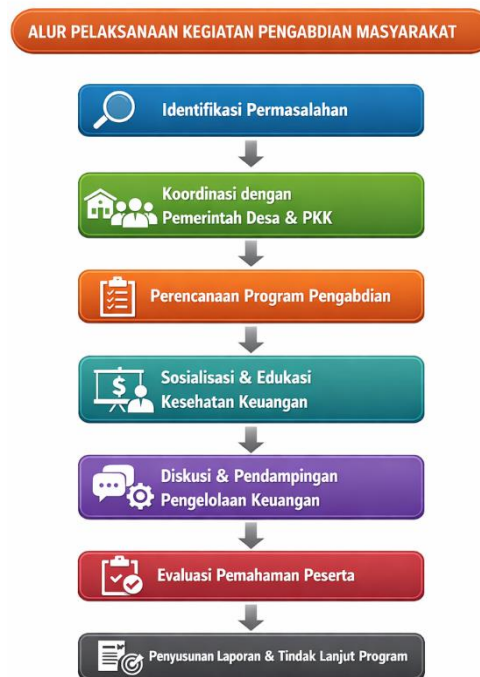 ALUR PELAKSANAAN KEGIATAN PENGABDIAN MASYARAKAT
Identifikasi Permasalahan
Koordinasi dengan
Pemerintah Desa & PKK
Perencanaan Program Pengabdian
$
Sosialisasi & Edukasi
Kesehatan Keuangan
Diskusi & Pendampingan
Pengelolaan Keuangan
Evaluasi Pemahaman Peserta
Penyusunan Laporan & Tindak Lanjut Program